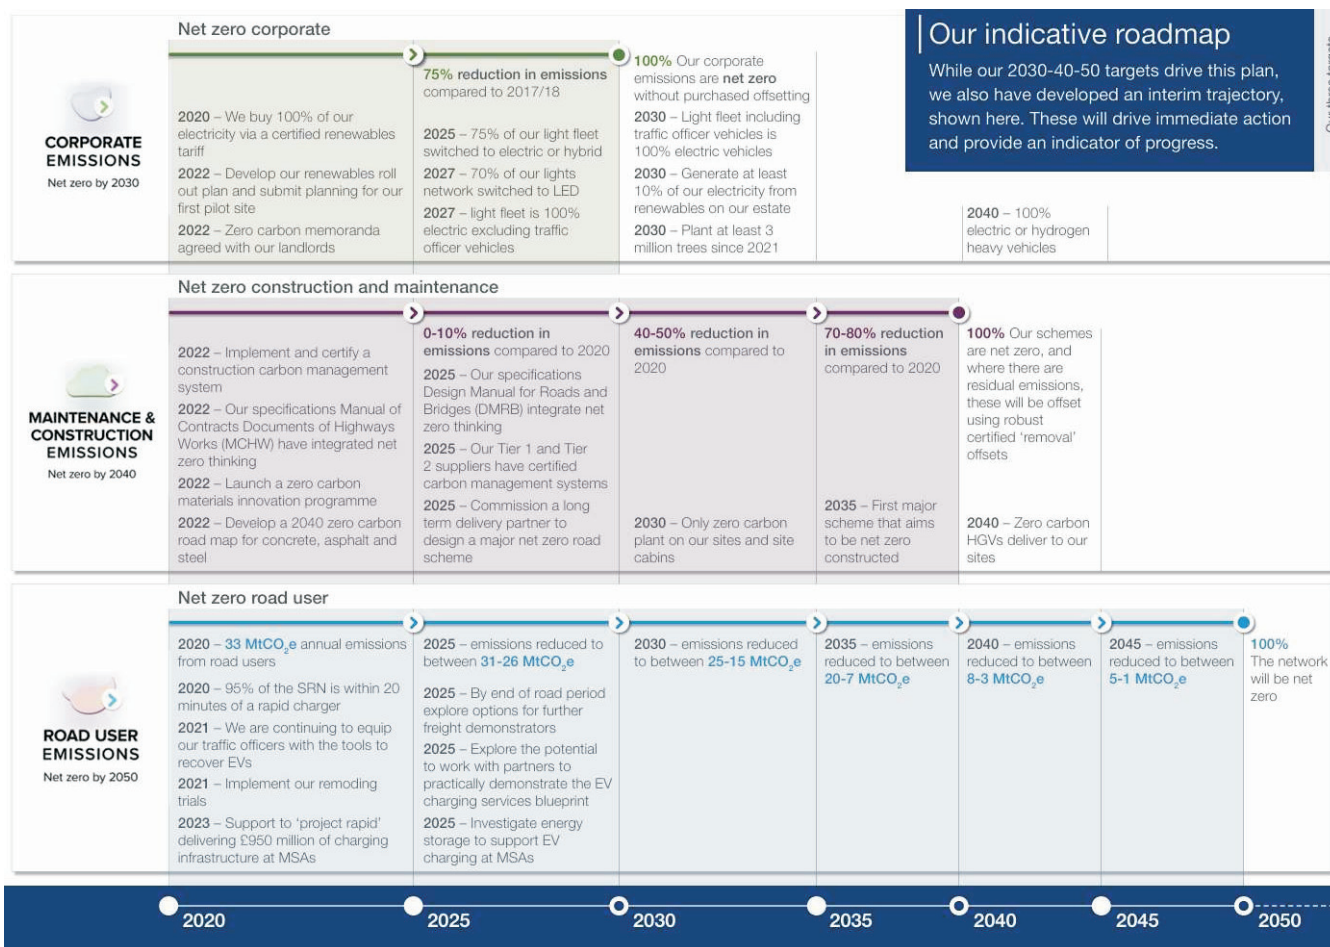 Net zero corporate
Our indicative roadmap
While our 2030-40-50 targets drive this plan,
we also have developed an interim trajectory,
shown here. These will drive immediate action
and provide an indicator of progress.
CORPORATE
EMISSIONS
Net zero by 2030
2020 – We buy 100% of our
electricity via a certified renewables
tariff
2022 – Develop our renewables roll
out plan and submit planning for our
first pilot site
2022 – Zero carbon memoranda
agreed with our landlords
75% reduction in emissions
compared to 2017/18
2025 – 75% of our light fleet
switched to electric or hybrid
2027 – 70% of our lights
network switched to LED
2027 – light fleet is 100%
electric excluding traffic
officer vehicles
100% Our corporate
emissions are net zero
without purchased offsetting
2030 – Light fleet including
traffic officer vehicles is
100% electric vehicles
2030 – Generate at least
10% of our electricity from
renewables on our estate
2030 – Plant at least 3
million trees since 2021
2040 – 100%
electric or hydrogen
heavy vehicles
Net zero construction and maintenance
MAINTENANCE &
CONSTRUCTION
EMISSIONS
Net zero by 2040
2022 – Implement and certify a
construction carbon management
system
2022 – Our specifications Manual of
Contracts Documents of Highways
Works (MCHW) have integrated net
zero thinking
2022 – Launch a zero carbon
materials innovation programme
2022 – Develop a 2040 zero carbon
road map for concrete, asphalt and
steel
0-10% reduction in
emissions compared to 2020
2025 – Our specifications
Design Manual for Roads and
Bridges (DMRB) integrate net
zero thinking
2025 – Our Tier 1 and Tier
2 suppliers have certified
carbon management systems
2025 – Commission a long
term delivery partner to
design a major net zero road
scheme
40-50% reduction in
emissions compared to
2020
2030 – Only zero carbon
plant on our sites and site
cabins
70-80% reduction
in emissions
compared to 2020
2035 – First major
scheme that aims
to be net zero
constructed
100% Our schemes
are net zero, and
where there are
residual emissions,
these will be offset
using robust
certified ‘removal’
offsets
2040 – Zero carbon
HGVs deliver to our
sites
Net zero road user
ROAD USER
EMISSIONS
Net zero by 2050
2020 – 33 MtCO₂e annual emissions
from road users
2020 – 95% of the SRN is within 20
minutes of a rapid charger
2021 – We are continuing to equip
our traffic officers with the tools to
recover EVs
2021 – Implement our remoding
trials
2023 – Support to ‘project rapid’
delivering £950 million of charging
infrastructure at MSAs
2025 – emissions reduced to
between 31-26 MtCO₂e
2025 – By end of road period
explore options for further
freight demonstrators
2025 – Explore the potential
to work with partners to
practically demonstrate the EV
charging services blueprint
2025 – Investigate energy
storage to support EV
charging at MSAs
2030 – emissions reduced
to between 25-15 MtCO₂e
2035 – emissions
reduced to between
20-7 MtCO₂e
2040 – emissions
reduced to between
8-3 MtCO₂e
2045 – emissions
reduced to between
5-1 MtCO₂e
100%
The network
will be net
zero
2020
2025
2030
2035
2040
2045
2050